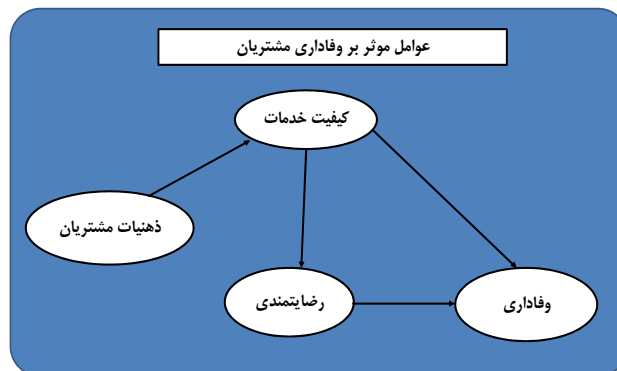 عوامل موثر بر وفاداری مشتریان
کیفیت خدمات
ذهنیات مشتریان
رضایتمندی
وفاداری